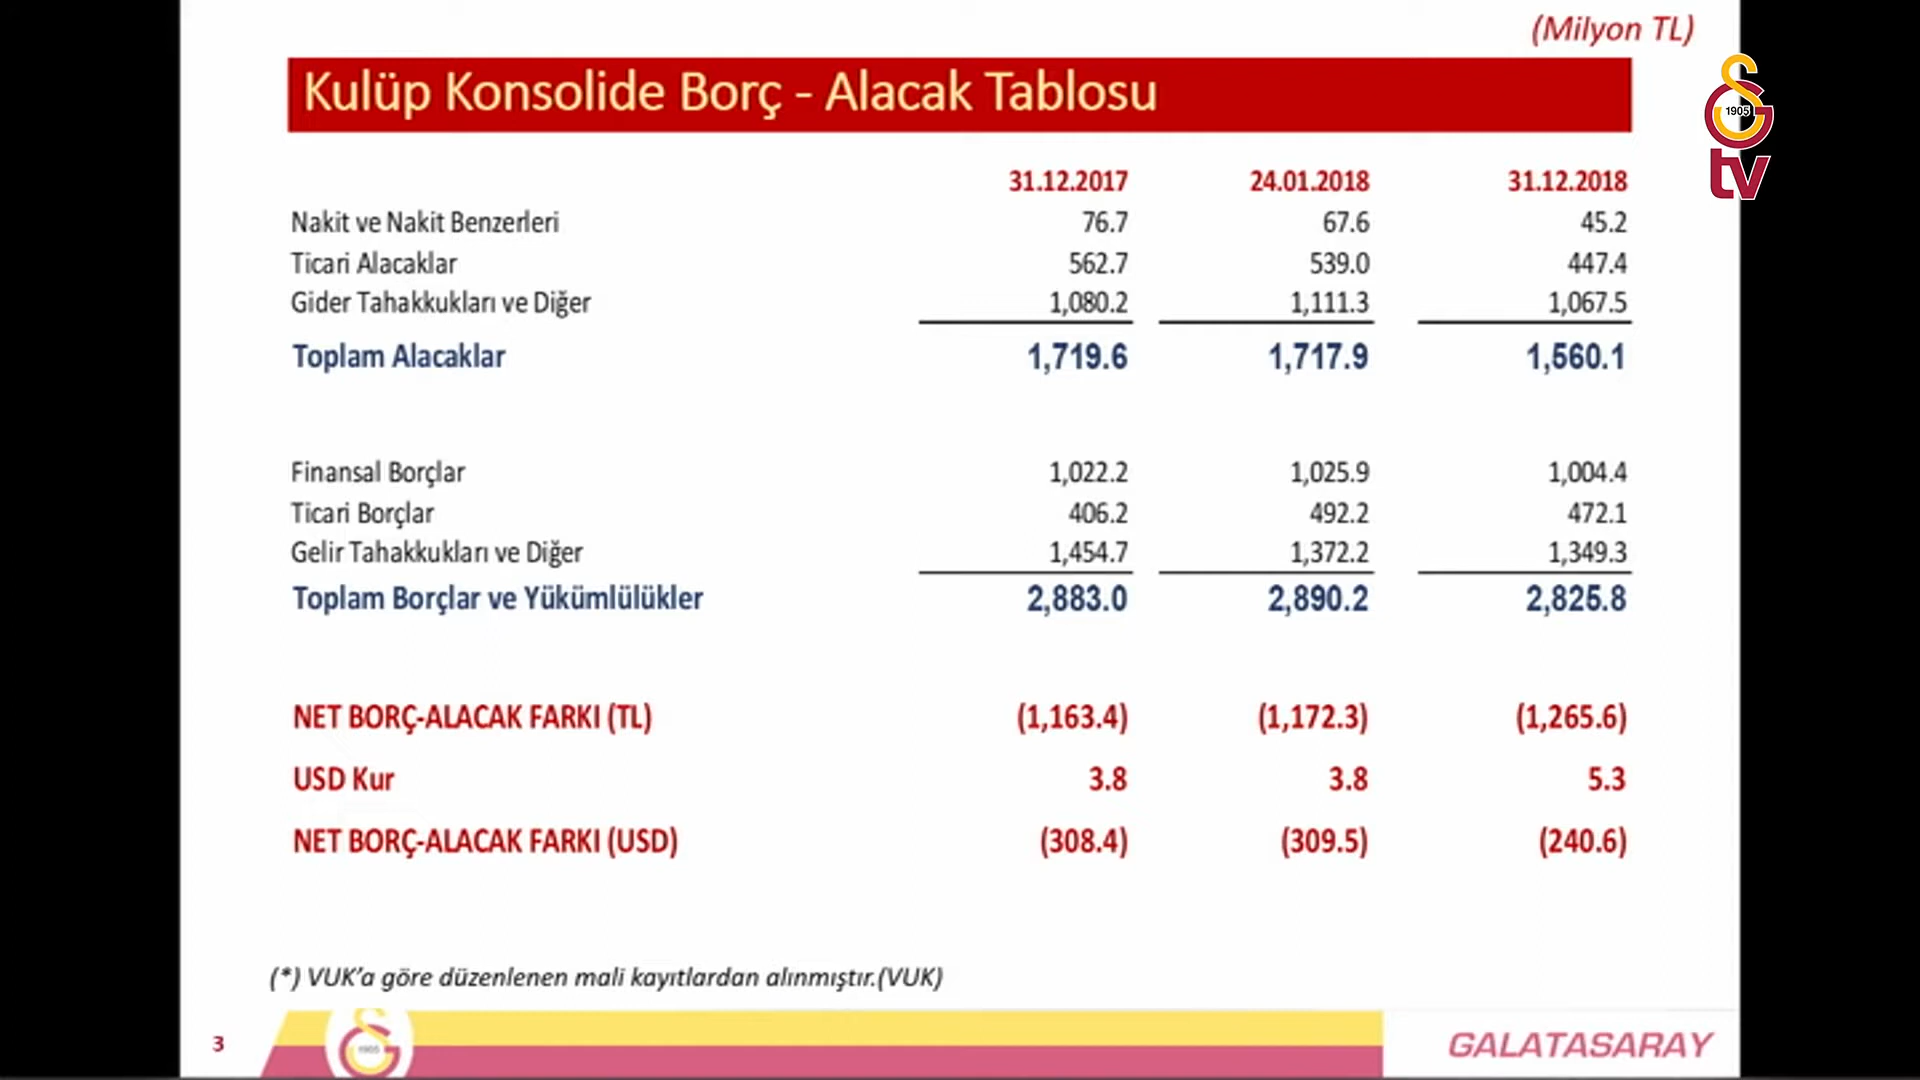 (Milyon TL)
Kulüp Konsolide Borç - Alacak Tablosu
1905
tv
31.12.2017 24.01.2018 31.12.2018
Nakit ve Nakit Benzerleri 76.7 67.6 45.2
Ticari Alacaklar 562.7 539.0 447.4
Gider Tahakkukları ve Diğer 1,080.2 1,111.3 1,067.5
Toplam Alacaklar 1,719.6 1,717.9 1,560.1
Finansal Borçlar 1,022.2 1,025.9 1,004.4
Ticari Borçlar 406.2 492.2 472.1
Gelir Tahakkukları ve Diğer 1,454.7 1,372.2 1,349.3
Toplam Borçlar ve Yükümlülükler 2,883.0 2,890.2 2,825.8
NET BORÇ-ALACAK FARKI (TL) (1,163.4) (1,172.3) (1,265.6)
USD Kur 3.8 3.8 5.3
NET BORÇ-ALACAK FARKI (USD) (308.4) (309.5) (240.6)
(*) VUK’a göre düzenlenen mali kayıtlardan alınmıştır.(VUK)
3
1905
GALATASARAY